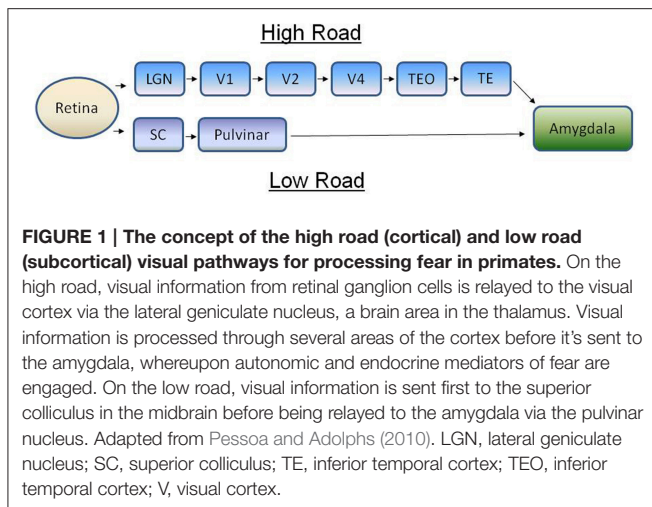 High Road
LGN V1 V2 V4 TEO TE
Retina
Amygdala
SC Pulvinar
Low Road
FIGURE 1 | The concept of the high road (cortical) and low road
(subcortical) visual pathways for processing fear in primates. On the
high road, visual information from retinal ganglion cells is relayed to the visual
cortex via the lateral geniculate nucleus, a brain area in the thalamus. Visual
information is processed through several areas of the cortex before it's sent to
the amygdala, whereupon autonomic and endocrine mediators of fear are
engaged. On the low road, visual information is sent first to the superior
colliculus in the midbrain before being relayed to the amygdala via the pulvinar
nucleus. Adapted from Pessoa and Adolphs (2010). LGN, lateral geniculate
nucleus; SC, superior colliculus; TE, inferior temporal cortex; TEO, inferior
temporal cortex; V, visual cortex.